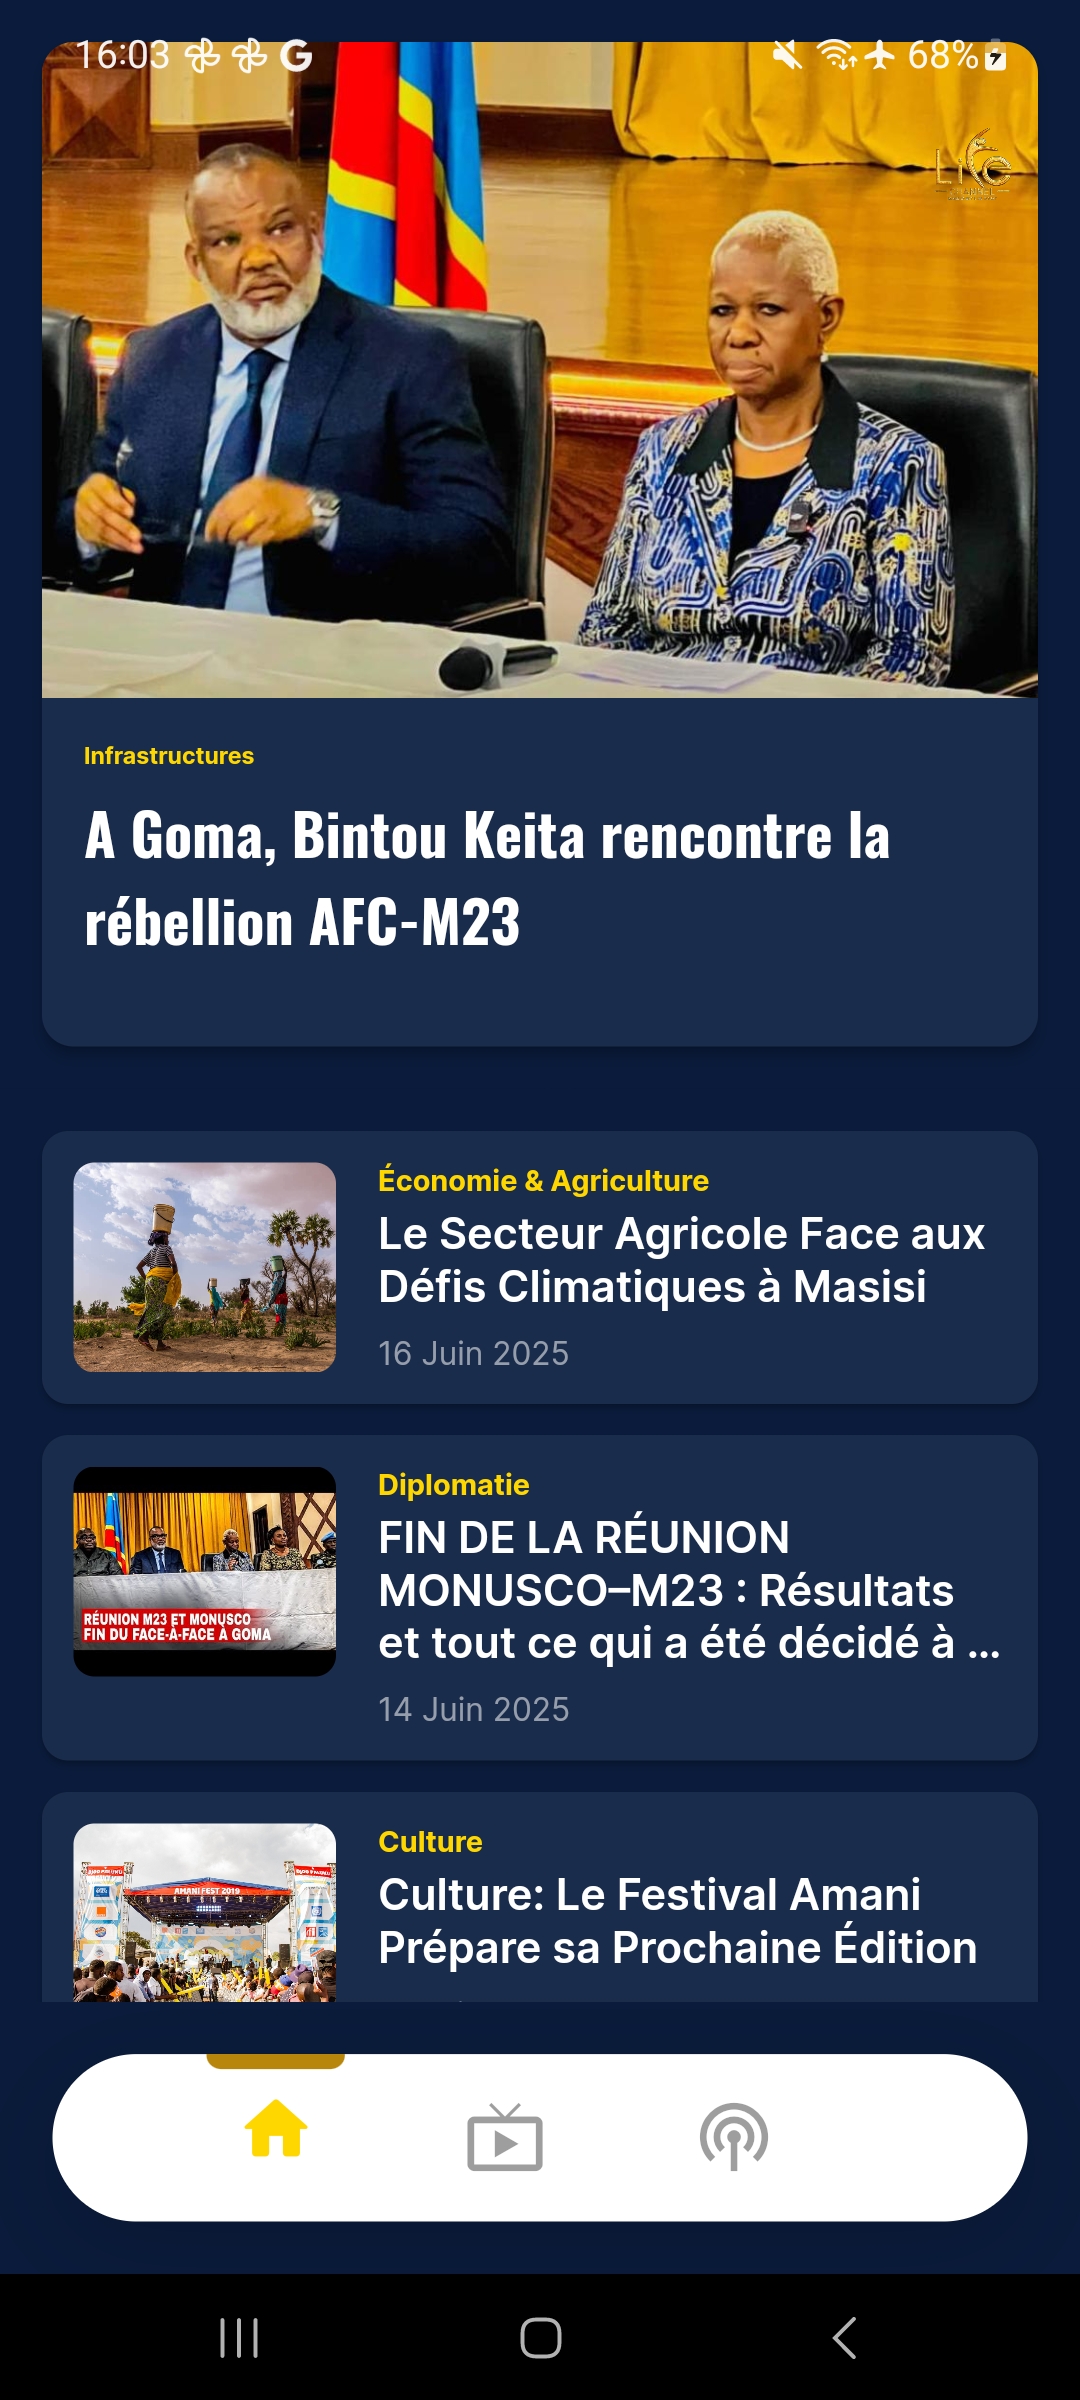 16:03
68%
Life
Infrastructures
A Goma, Bintou Keita rencontre la
rébellion AFC-M23
Économie & Agriculture
Le Secteur Agricole Face aux
Défis Climatiques à Masisi
16 Juin 2025
Diplomatie
FIN DE LA RÉUNION
MONUSCO–M23 : Résultats
et tout ce qui a été décidé à ...
14 Juin 2025
RÉUNION M23 ET MONUSCO
FIN DU FACE-À-FACE À GOMA
Culture
Culture: Le Festival Amani
Prépare sa Prochaine Édition
AMANI FEST 2019